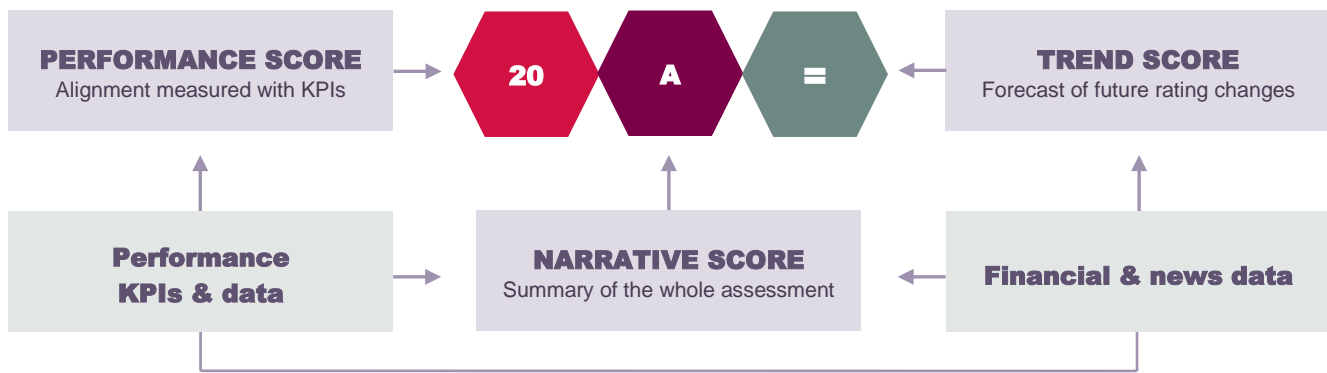 PERFORMANCE SCORE
Alignment measured with KPIs
20
A
=
TREND SCORE
Forecast of future rating changes
Performance
KPIs & data
NARRATIVE SCORE
Summary of the whole assessment
Financial & news data